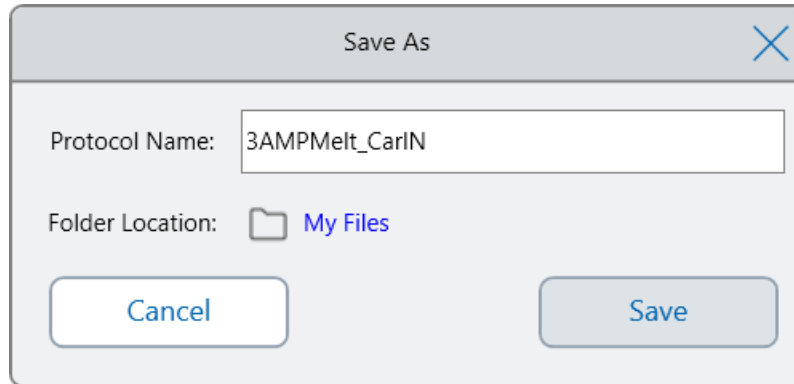 Save As
Protocol Name: 3AMPMelt_CarlN
Folder Location: My Files
Cancel Save